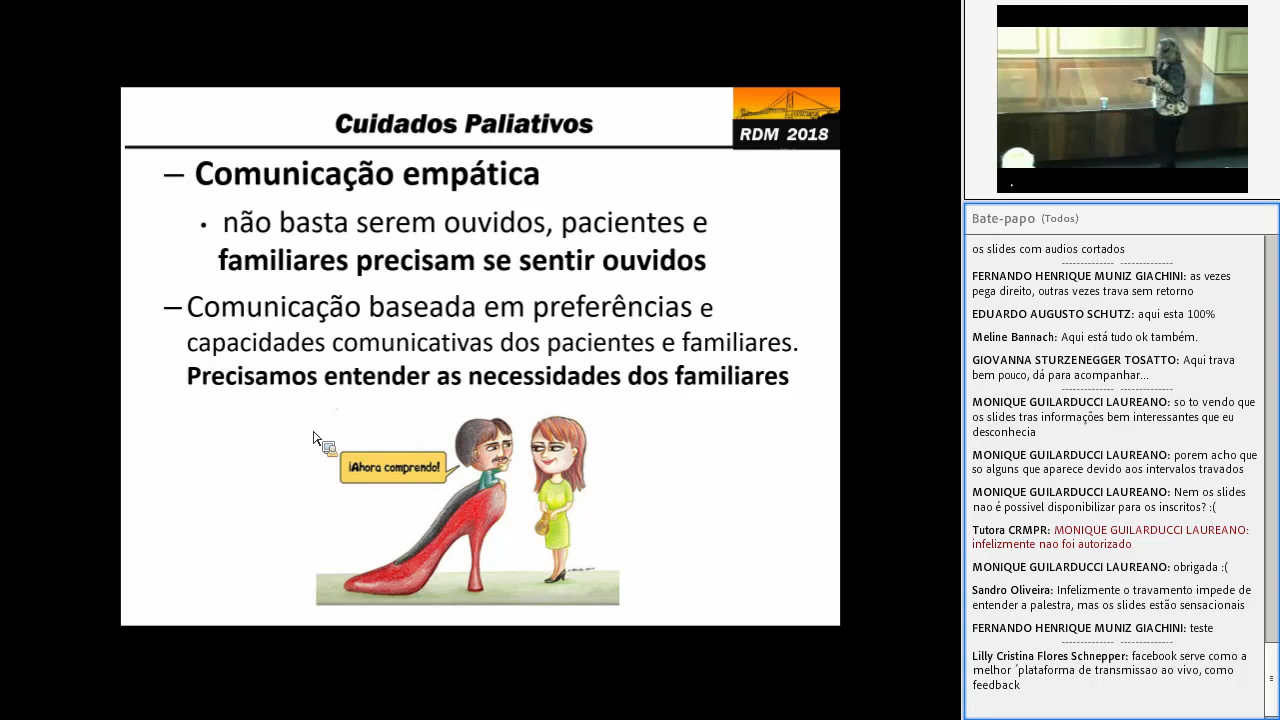 Cuidados Paliativos
RDM 2018
– Comunicação empática
• não basta serem ouvidos, pacientes e
familiares precisam se sentir ouvidos
– Comunicação baseada em preferências e
capacidades comunicativas dos pacientes e familiares.
Precisamos entender as necessidades dos familiares
¡Ahora comprendo!
Bate-papo (Todos)
os slides com audios cortados
-------------- --------------
FERNANDO HENRIQUE MUNIZ GIACHINI: as vezes
pega direito, outras vezes trava sem retorno
EDUARDO AUGUSTO SCHUTZ: aqui esta 100%
Meline Bannach: Aqui está tudo ok também.
GIOVANNA STURZENEGGER TOSATTO: Aqui trava
bem pouco, dá para acompanhar...
-------------- --------------
MONIQUE GUILARDUCCI LAUREANO: so to vendo que
os slides tras informações bem interessantes que eu
desconhecia
MONIQUE GUILARDUCCI LAUREANO: porem acho que
so alguns que aparece devido aos intervalos travados
MONIQUE GUILARDUCCI LAUREANO: Nem os slides
nao é possivel disponibilizar para os inscritos? :(
Tutora CRMPR: MONIQUE GUILARDUCCI LAUREANO:
infelizmente nao foi autorizado
MONIQUE GUILARDUCCI LAUREANO: obrigada :(
Sandro Oliveira: Infelizmente o travamento impede de
entender a palestra, mas os slides estão sensacionais
FERNANDO HENRIQUE MUNIZ GIACHINI: teste
-------------- --------------
Lilly Cristina Flores Schnepper: facebook serve como a
melhor ´plataforma de transmissao ao vivo, como
feedback